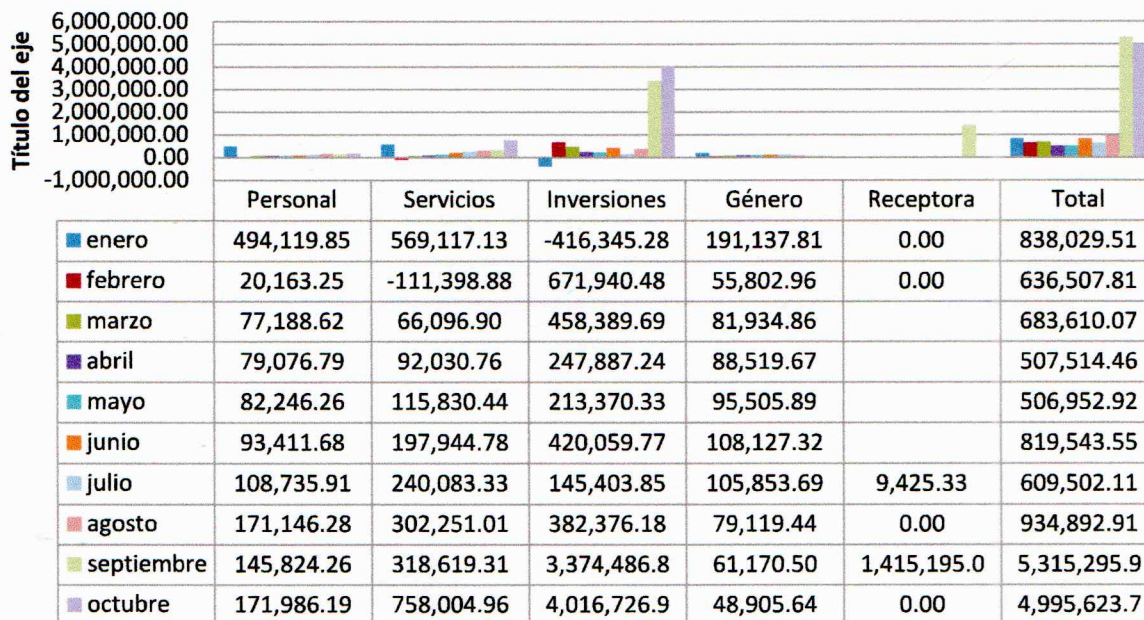 Título del eje
6,000,000.00
5,000,000.00
4,000,000.00
3,000,000.00
2,000,000.00
1,000,000.00
0.00
-1,000,000.00
Personal Servicios Inversiones Género Receptora Total
enero 494,119.85 569,117.13 -416,345.28 191,137.81 0.00 838,029.51
febrero 20,163.25 -111,398.88 671,940.48 55,802.96 0.00 636,507.81
marzo 77,188.62 66,096.90 458,389.69 81,934.86 683,610.07
abril 79,076.79 92,030.76 247,887.24 88,519.67 507,514.46
mayo 82,246.26 115,830.44 213,370.33 95,505.89 506,952.92
junio 93,411.68 197,944.78 420,059.77 108,127.32 819,543.55
julio 108,735.91 240,083.33 145,403.85 105,853.69 9,425.33 609,502.11
agosto 171,146.28 302,251.01 382,376.18 79,119.44 0.00 934,892.91
septiembre 145,824.26 318,619.31 3,374,486.8 61,170.50 1,415,195.0 5,315,295.9
octubre 171,986.19 758,004.96 4,016,726.9 48,905.64 0.00 4,995,623.7